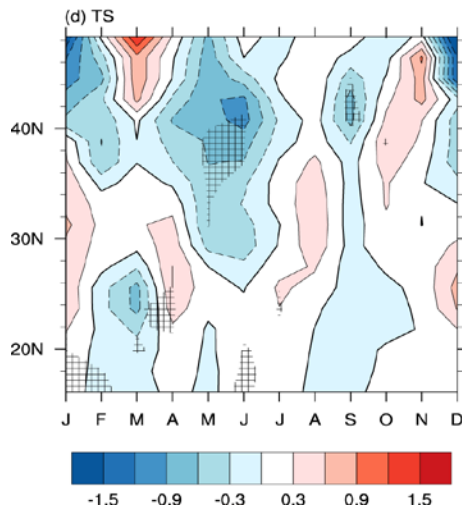 (d) TS
40N
30N
20N
J F M A M J J A S O N D
-1.5 -0.9 -0.3 0.3 0.9 1.5